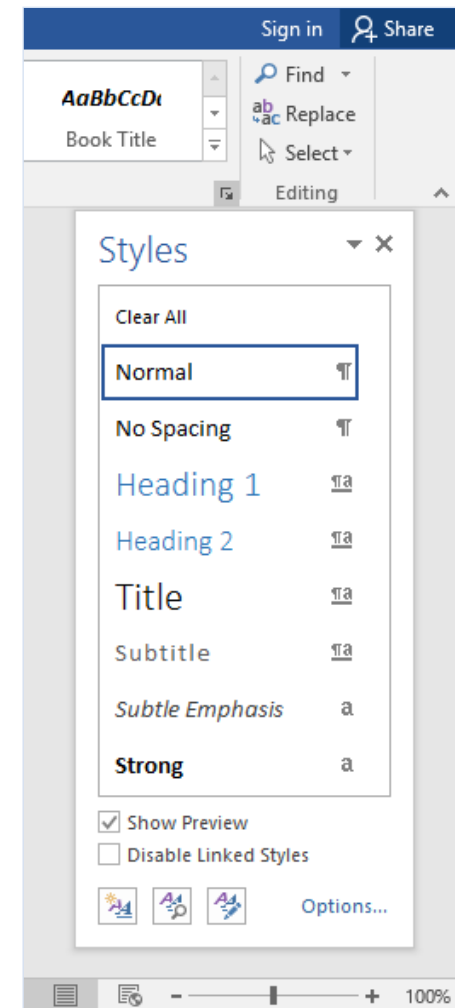 Sign in Share
AaBbCcDı
Book Title
Find
Replace
Select
Editing
Styles
Clear All
Normal ¶
No Spacing ¶
Heading 1 ¶a
Heading 2 ¶a
Title ¶a
Subtitle ¶a
Subtle Emphasis a
Strong a
Show Preview
Disable Linked Styles
Options...
- + 100%